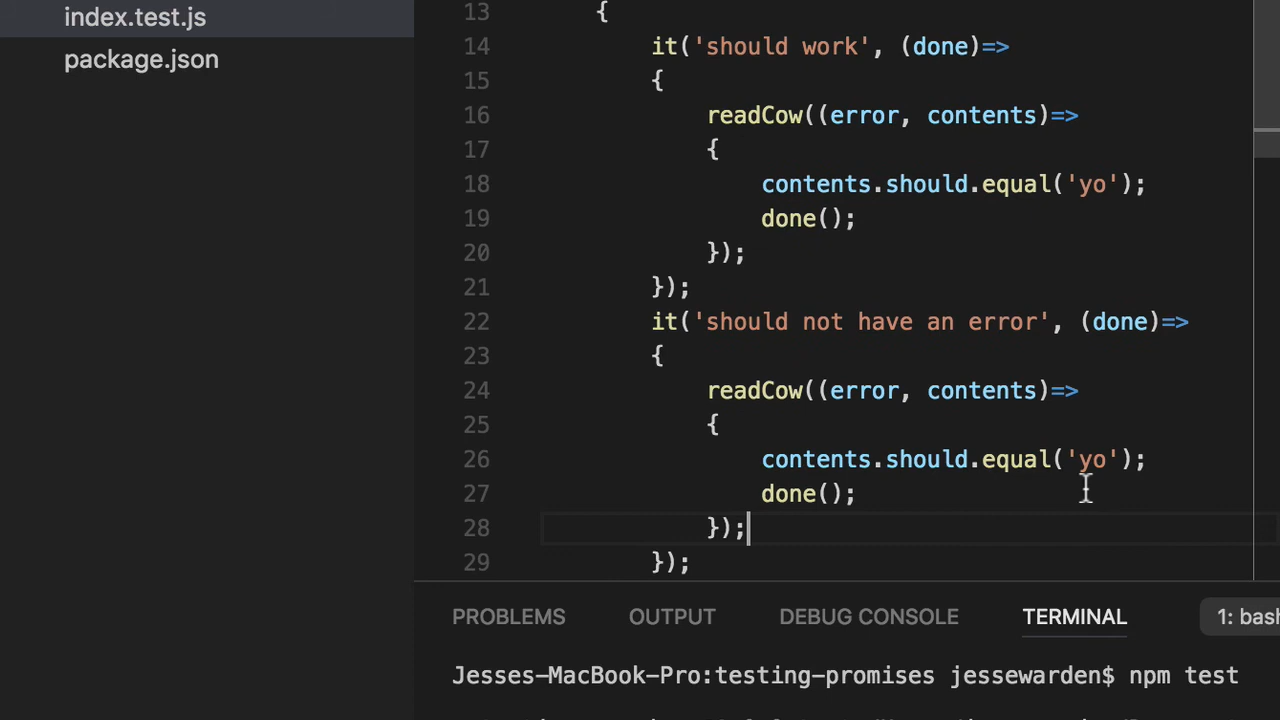 index.test.js
package.json
13 {
14 it('should work', (done)=>
15 {
16 readCow((error, contents)=>
17 {
18 contents.should.equal('yo');
19 done();
20 });
21 });
22 it('should not have an error', (done)=>
23 {
24 readCow((error, contents)=>
25 {
26 contents.should.equal('yo');
27 done();
28 });
29 });
PROBLEMS OUTPUT DEBUG CONSOLE TERMINAL 1: bash
Jesses-MacBook-Pro:testing-promises jessewarden$ npm test